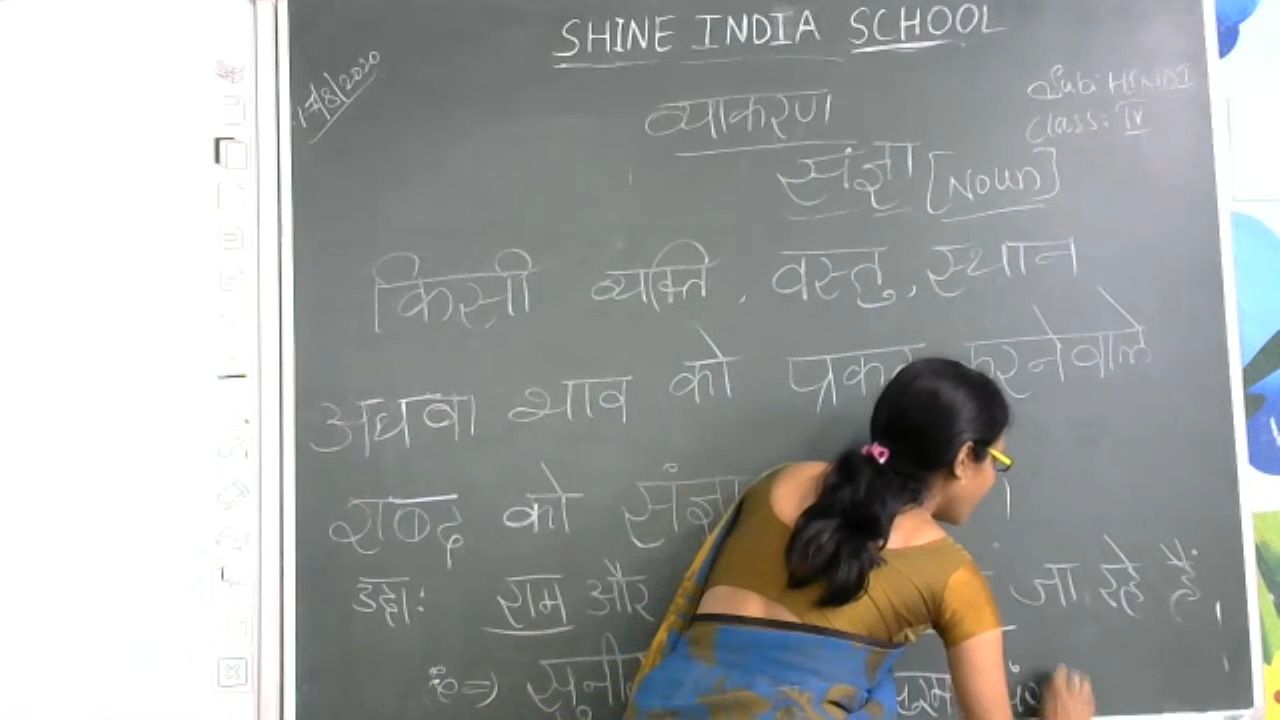 SHINE INDIA SCHOOL
17/8/2020
Sub: HINDI
Class: IV
व्याकरण
संज्ञा [Noun]
किसी व्यक्ति, वस्तु, स्थान
अथवा भाव को प्रकट करनेवाले
शब्द को संज्ञा
उदाः राम और जा रहे हैं।